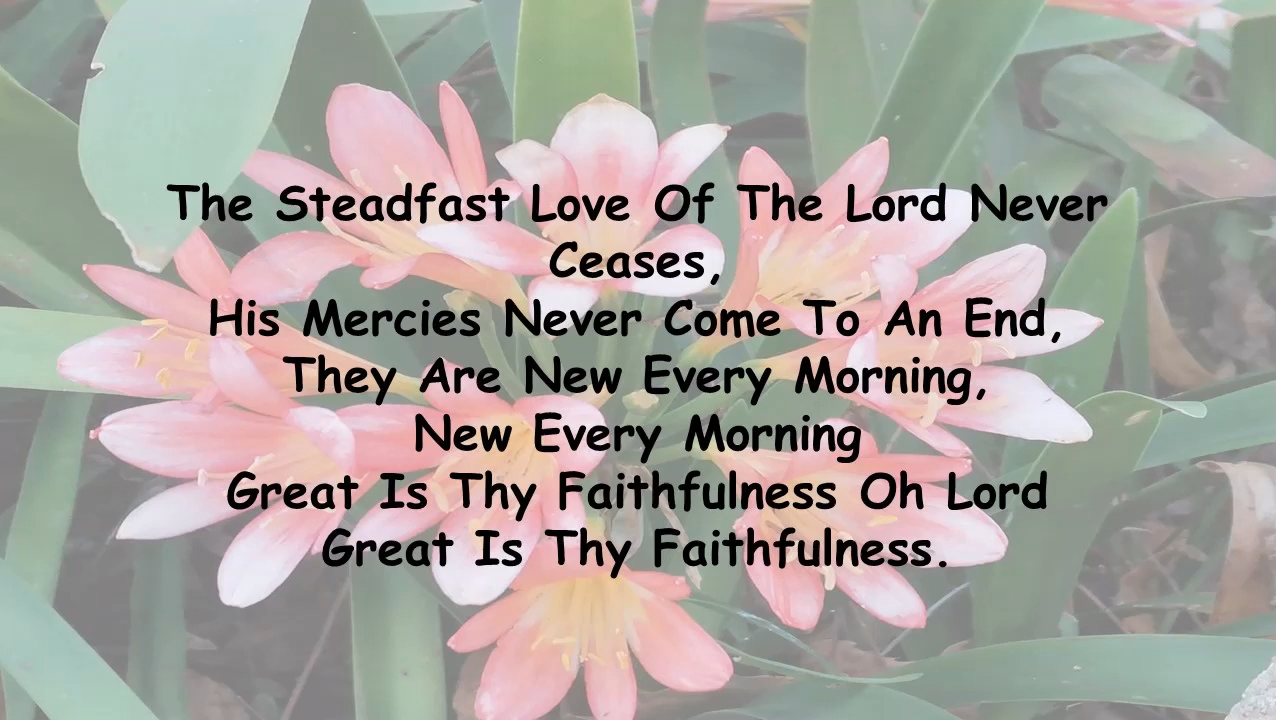 The Steadfast Love Of The Lord Never
Ceases,
His Mercies Never Come To An End,
They Are New Every Morning,
New Every Morning
Great Is Thy Faithfulness Oh Lord
Great Is Thy Faithfulness.